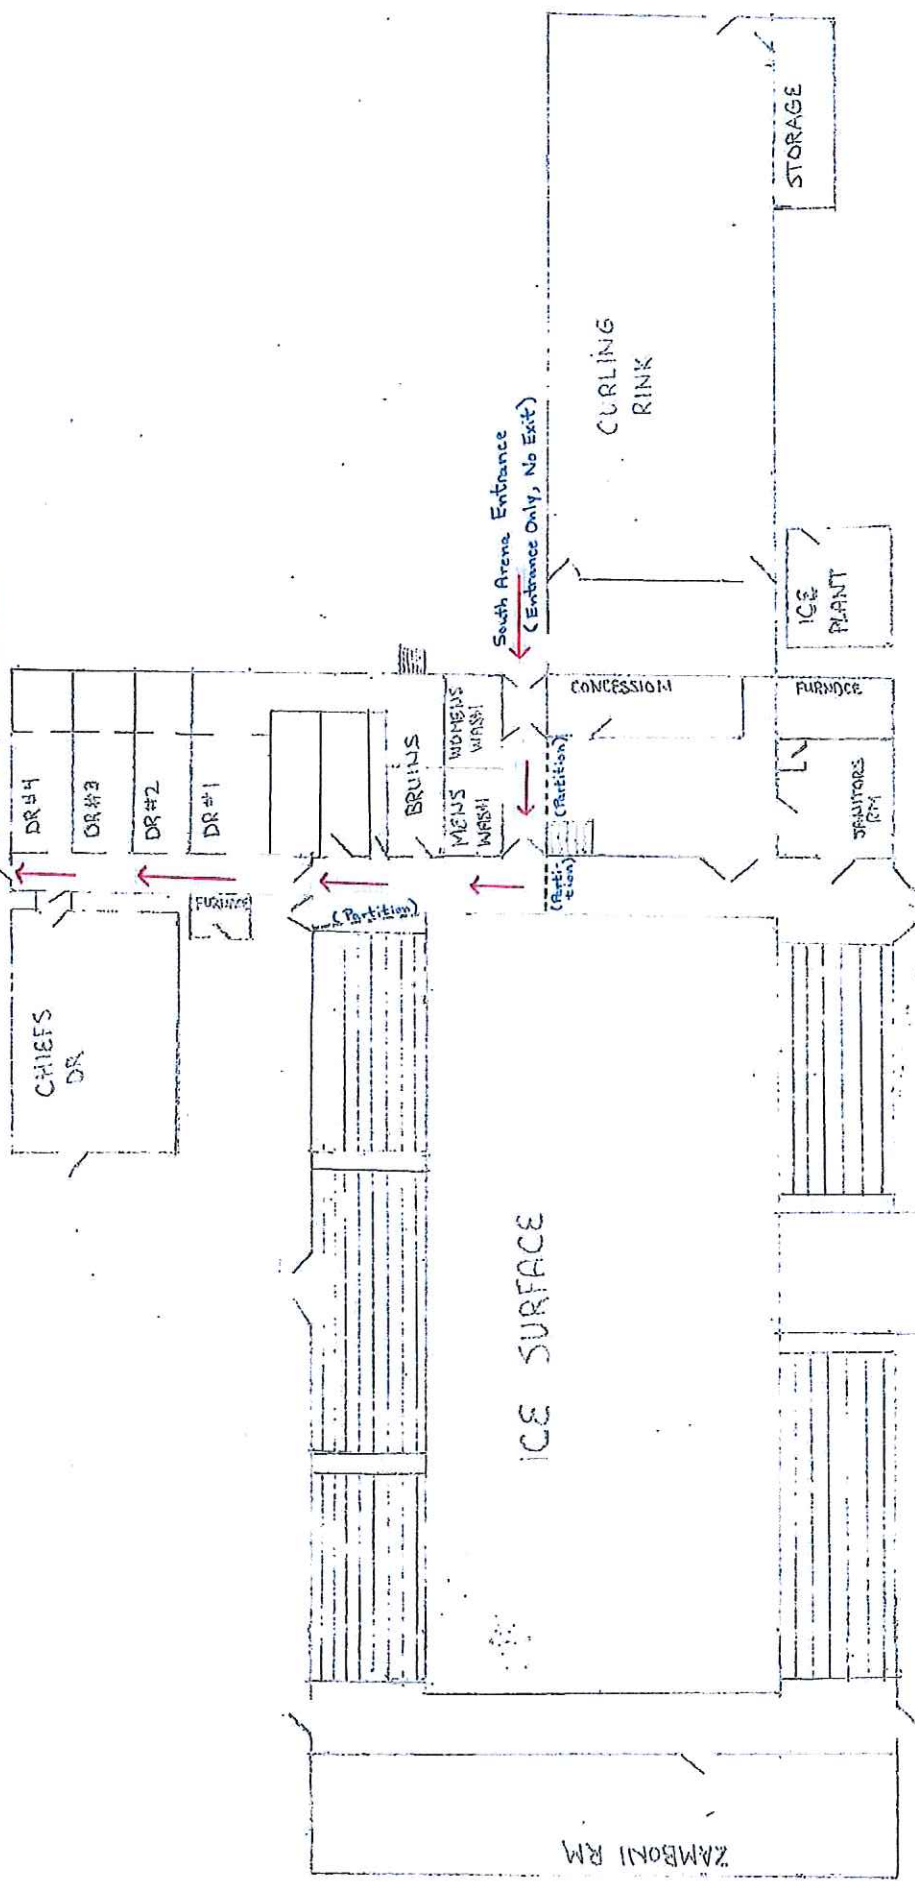 DR #4
DR #3
DR #2
DR #1
CHIEFS
DR
FURNACE
(Partition)
BRUINS
MENS
WASH
WOMENS
WASH
South Arena Entrance
(Entrance Only, No Exit)
(Partition)
(Parti-
tion)
CONCESSION
CURLING
RINK
STORAGE
ICE
PLANT
FURNACE
JANITORS
RM
ICE SURFACE
ZAMBONI RM